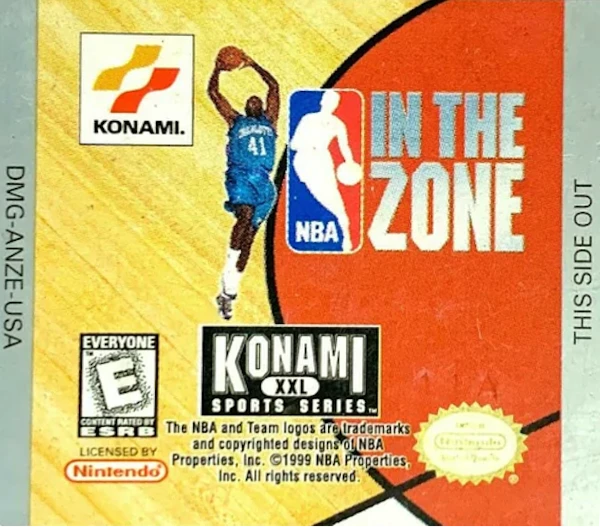 KONAMI.
CHARLOTTE
41
NBA
IN THE
ZONE
DMG-ANZE-USA
THIS SIDE OUT
EVERYONE
E
CONTENT RATED BY
ESRB
KONAMI
XXL
SPORTS SERIES™
LICENSED BY
Nintendo®
The NBA and Team logos are trademarks
and copyrighted designs of NBA
Properties, Inc. ©1999 NBA Properties,
Inc. All rights reserved.